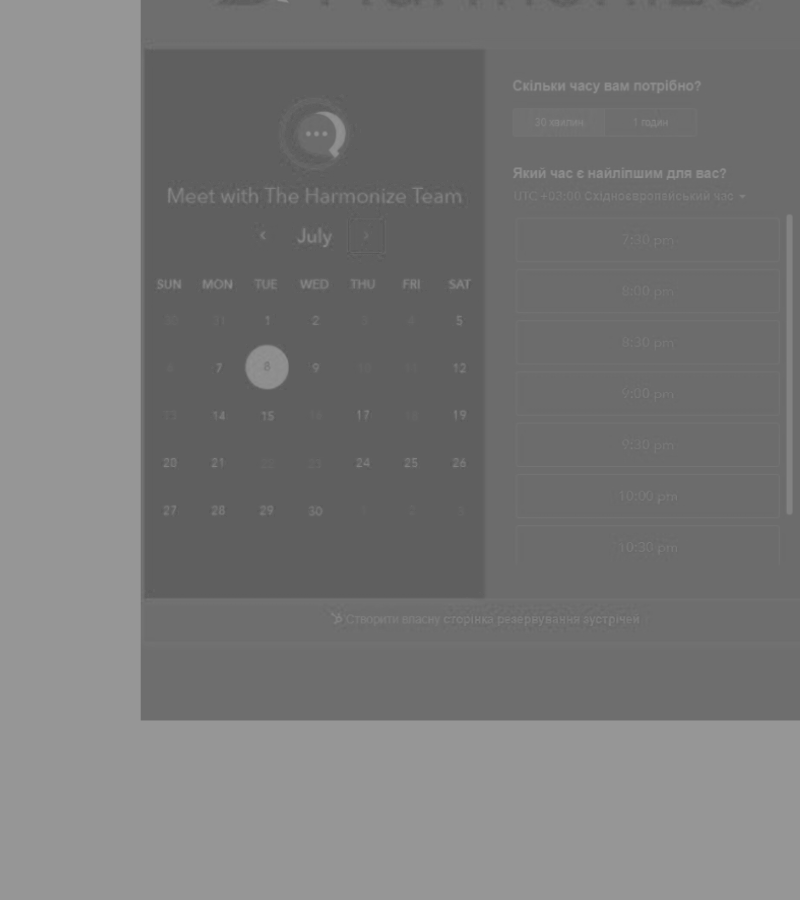 Harmonize
Meet with The Harmonize Team
‹ July ›
SUN MON TUE WED THU FRI SAT
30 31 1 2 3 4 5
6 7 8 9 10 11 12
13 14 15 16 17 18 19
20 21 22 23 24 25 26
27 28 29 30 1 2 3
Скільки часу вам потрібно?
30 хвилин 1 годин
Який час є найліпшим для вас?
UTC +03:00 Східноєвропейський час
7:30 pm
8:00 pm
8:30 pm
9:00 pm
9:30 pm
10:00 pm
10:30 pm
Створити власну сторінка резервування зустрічей